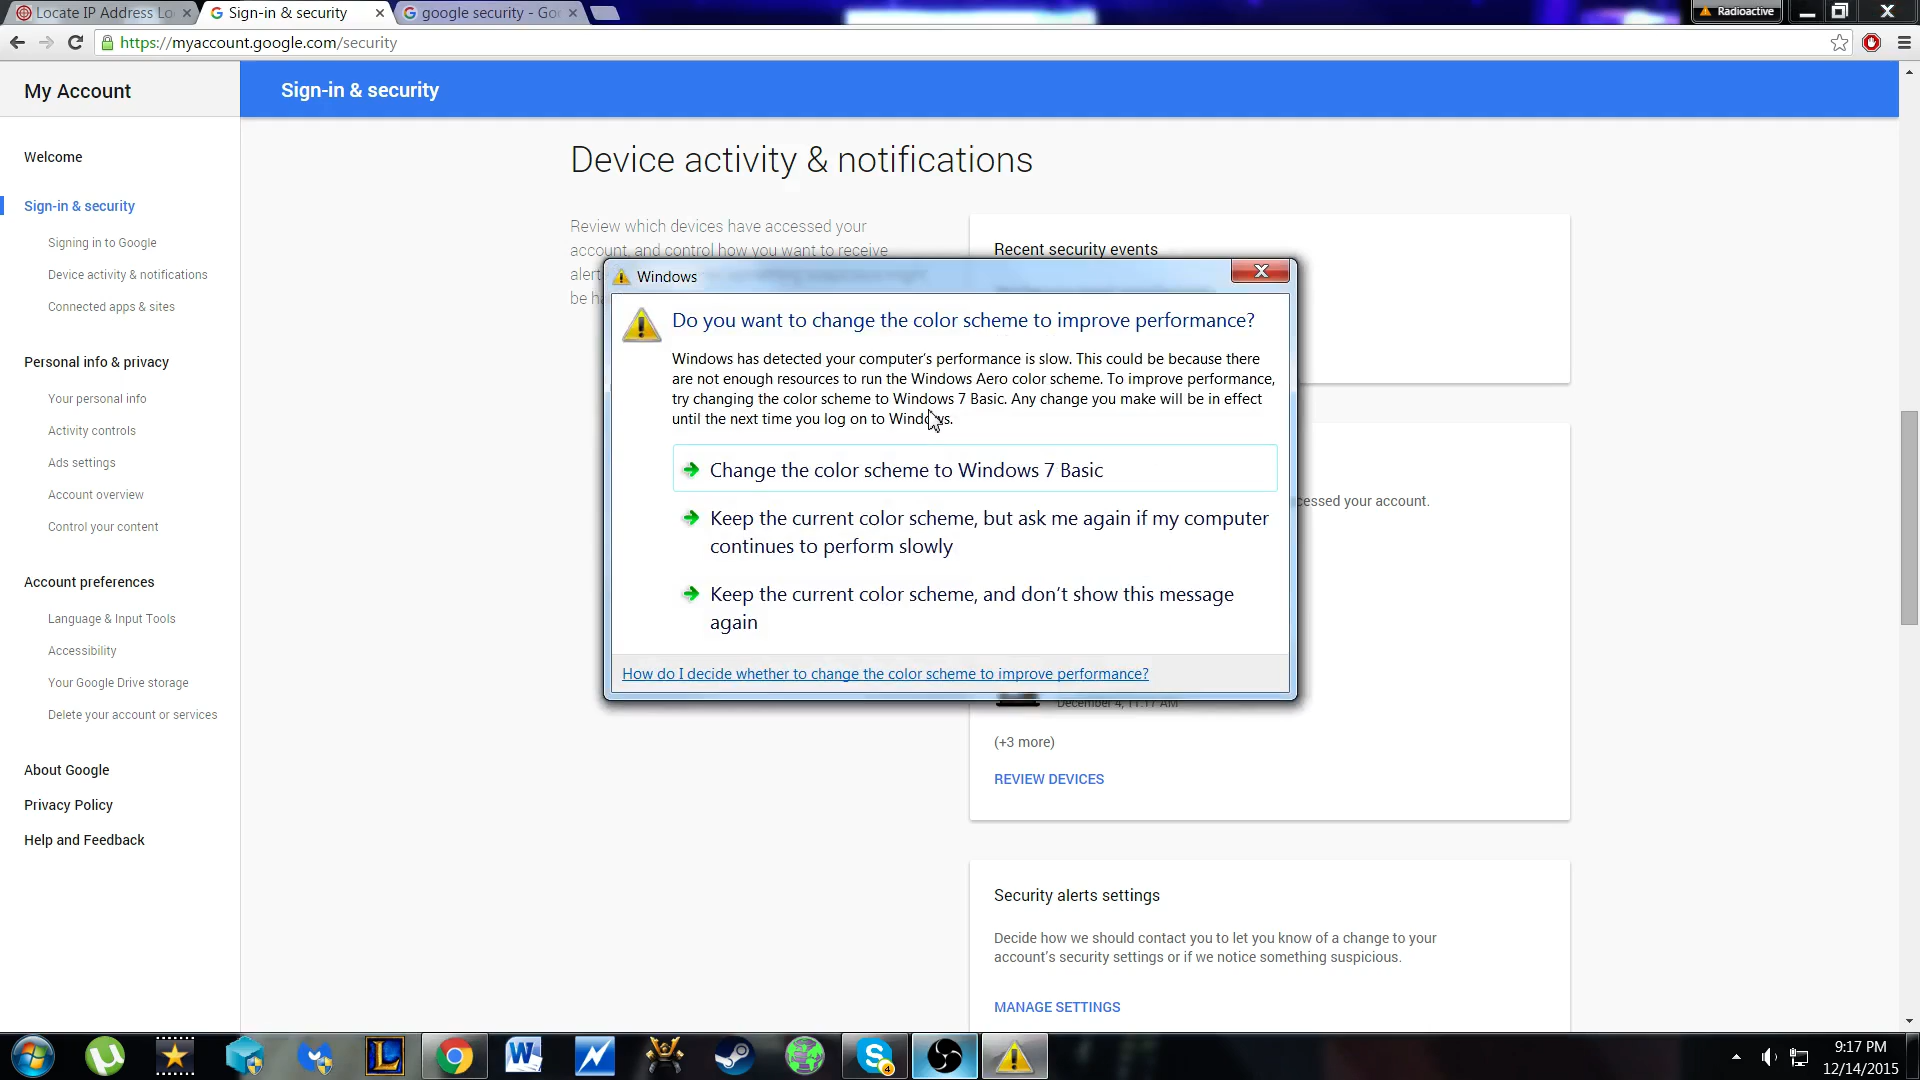 Locate IP Address Lo
Sign-in & security
google security - Go
Radioactive
https://myaccount.google.com/security
My Account
Sign-in & security
Welcome
Sign-in & security
Signing in to Google
Device activity & notifications
Connected apps & sites
Personal info & privacy
Your personal info
Activity controls
Ads settings
Account overview
Control your content
Account preferences
Language & Input Tools
Accessibility
Your Google Drive storage
Delete your account or services
About Google
Privacy Policy
Help and Feedback
Device activity & notifications
Review which devices have accessed your
account, and control how you want to receive
Recent security events
Windows
Do you want to change the color scheme to improve performance?
Windows has detected your computer's performance is slow. This could be because there
are not enough resources to run the Windows Aero color scheme. To improve performance,
try changing the color scheme to Windows 7 Basic. Any change you make will be in effect
until the next time you log on to Windows.
Change the color scheme to Windows 7 Basic
Keep the current color scheme, but ask me again if my computer
continues to perform slowly
Keep the current color scheme, and don't show this message
again
How do I decide whether to change the color scheme to improve performance?
cessed your account.
December 4, 11:17 AM
(+3 more)
REVIEW DEVICES
Security alerts settings
Decide how we should contact you to let you know of a change to your
account's security settings or if we notice something suspicious.
MANAGE SETTINGS
4
9:17 PM
12/14/2015